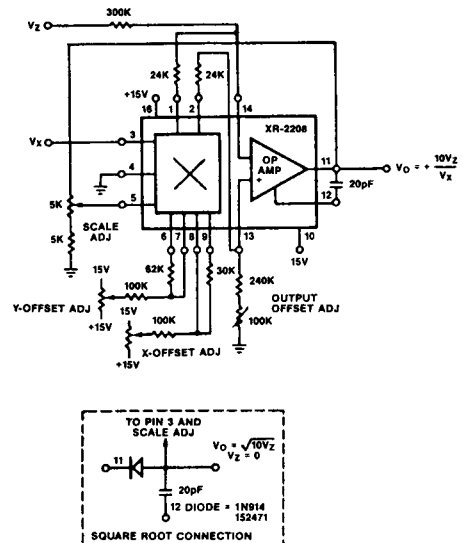 300K
VZ
24K
24K
+15V
16
1
2
14
XR-2208
VX
3
4
5
OP
AMP
+
11
VO = + 10VZ
VX
20pF
12
5K
SCALE
ADJ
5K
6
7
8
9
13
10
15V
62K
30K
240K
15V
100K
Y-OFFSET ADJ
+15V
15V
100K
X-OFFSET ADJ
+15V
OUTPUT
OFFSET ADJ
100K
TO PIN 3 AND
SCALE ADJ
VO = √10VZ
VZ = 0
11
20pF
12 DIODE = 1N914
1S2471
SQUARE ROOT CONNECTION